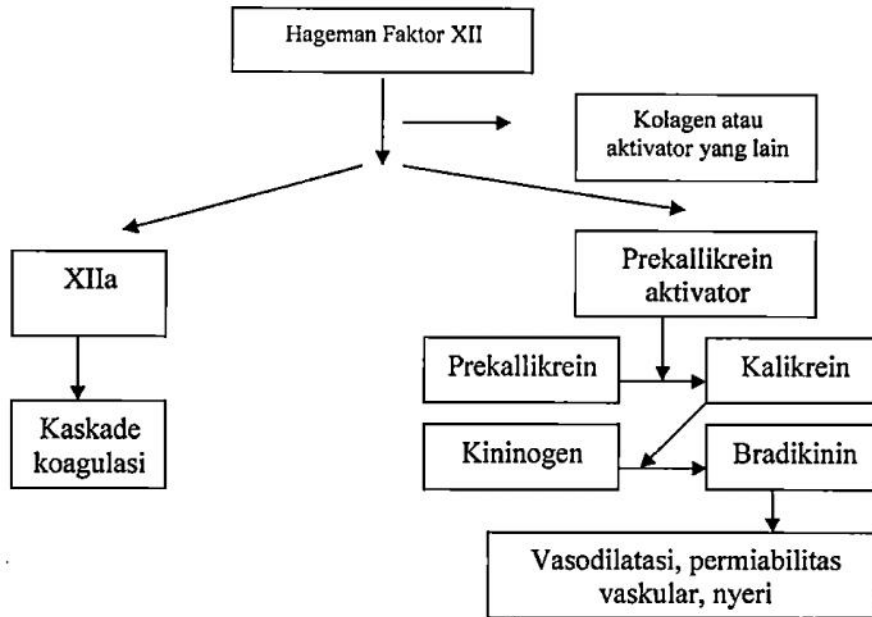 Hageman Faktor XII
Kolagen atau
aktivator yang lain
XIIa
Prekallikrein
aktivator
Prekallikrein
Kalikrein
Kaskade
koagulasi
Kininogen
Bradikinin
Vasodilatasi, permiabilitas
vaskular, nyeri